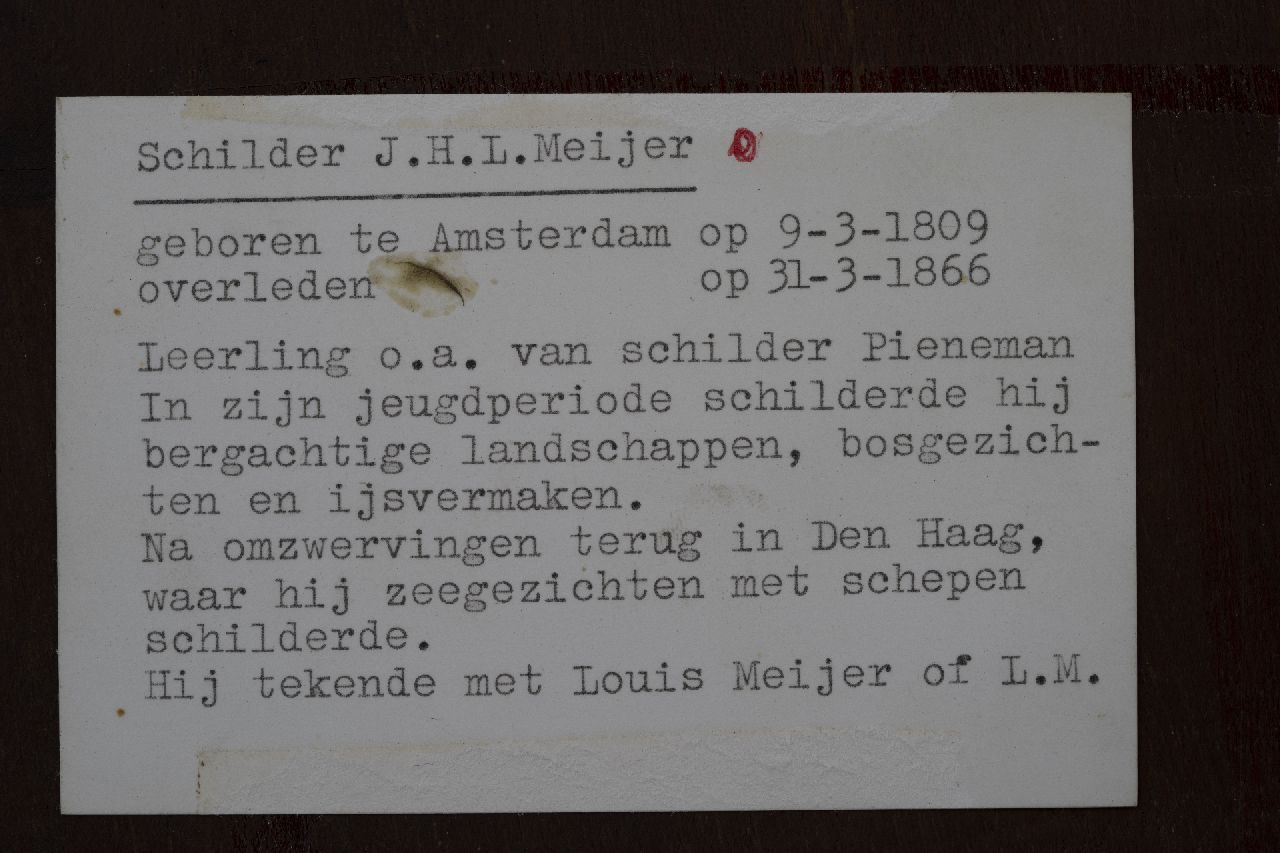 Schilder J.H.L.Meijer
geboren te Amsterdam op 9-3-1809
overleden op 31-3-1866
Leerling o.a. van schilder Pieneman
In zijn jeugdperiode schilderde hij
bergachtige landschappen, bosgezich-
ten en ijsvermaken.
Na omzwervingen terug in Den Haag,
waar hij zeegezichten met schepen
schilderde.
Hij tekende met Louis Meijer of L.M.